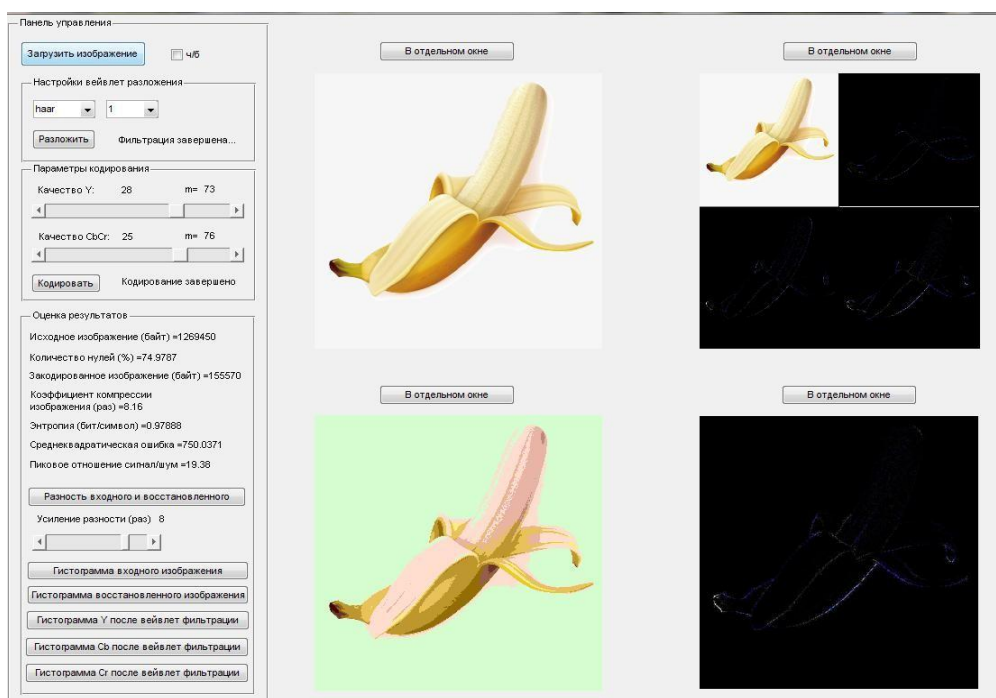 Панель управления
Загрузить изображение
ч/б
Настройки вейвлет разложения
haar 1
Разложить Фильтрация завершена...
Параметры кодирования
Качество Y: 28 m= 73
Качество CbCr: 25 m= 76
Кодировать Кодирование завершено
Оценка результатов
Исходное изображение (байт) =1269450
Количество нулей (%) =74.9787
Закодированное изображение (байт) =155570
Коэффициент компрессии
изображения (раз) =8.16
Энтропия (бит/символ) =0.97888
Среднеквадратическая ошибка =750.0371
Пиковое отношение сигнал/шум =19.38
Разность входного и восстановленного
Усиление разности (раз) 8
Гистограмма входного изображения
Гистограмма восстановленного изображения
Гистограмма Y после вейвлет фильтрации
Гистограмма Cb после вейвлет фильтрации
Гистограмма Cr после вейвлет фильтрации
В отдельном окне
В отдельном окне
В отдельном окне
В отдельном окне